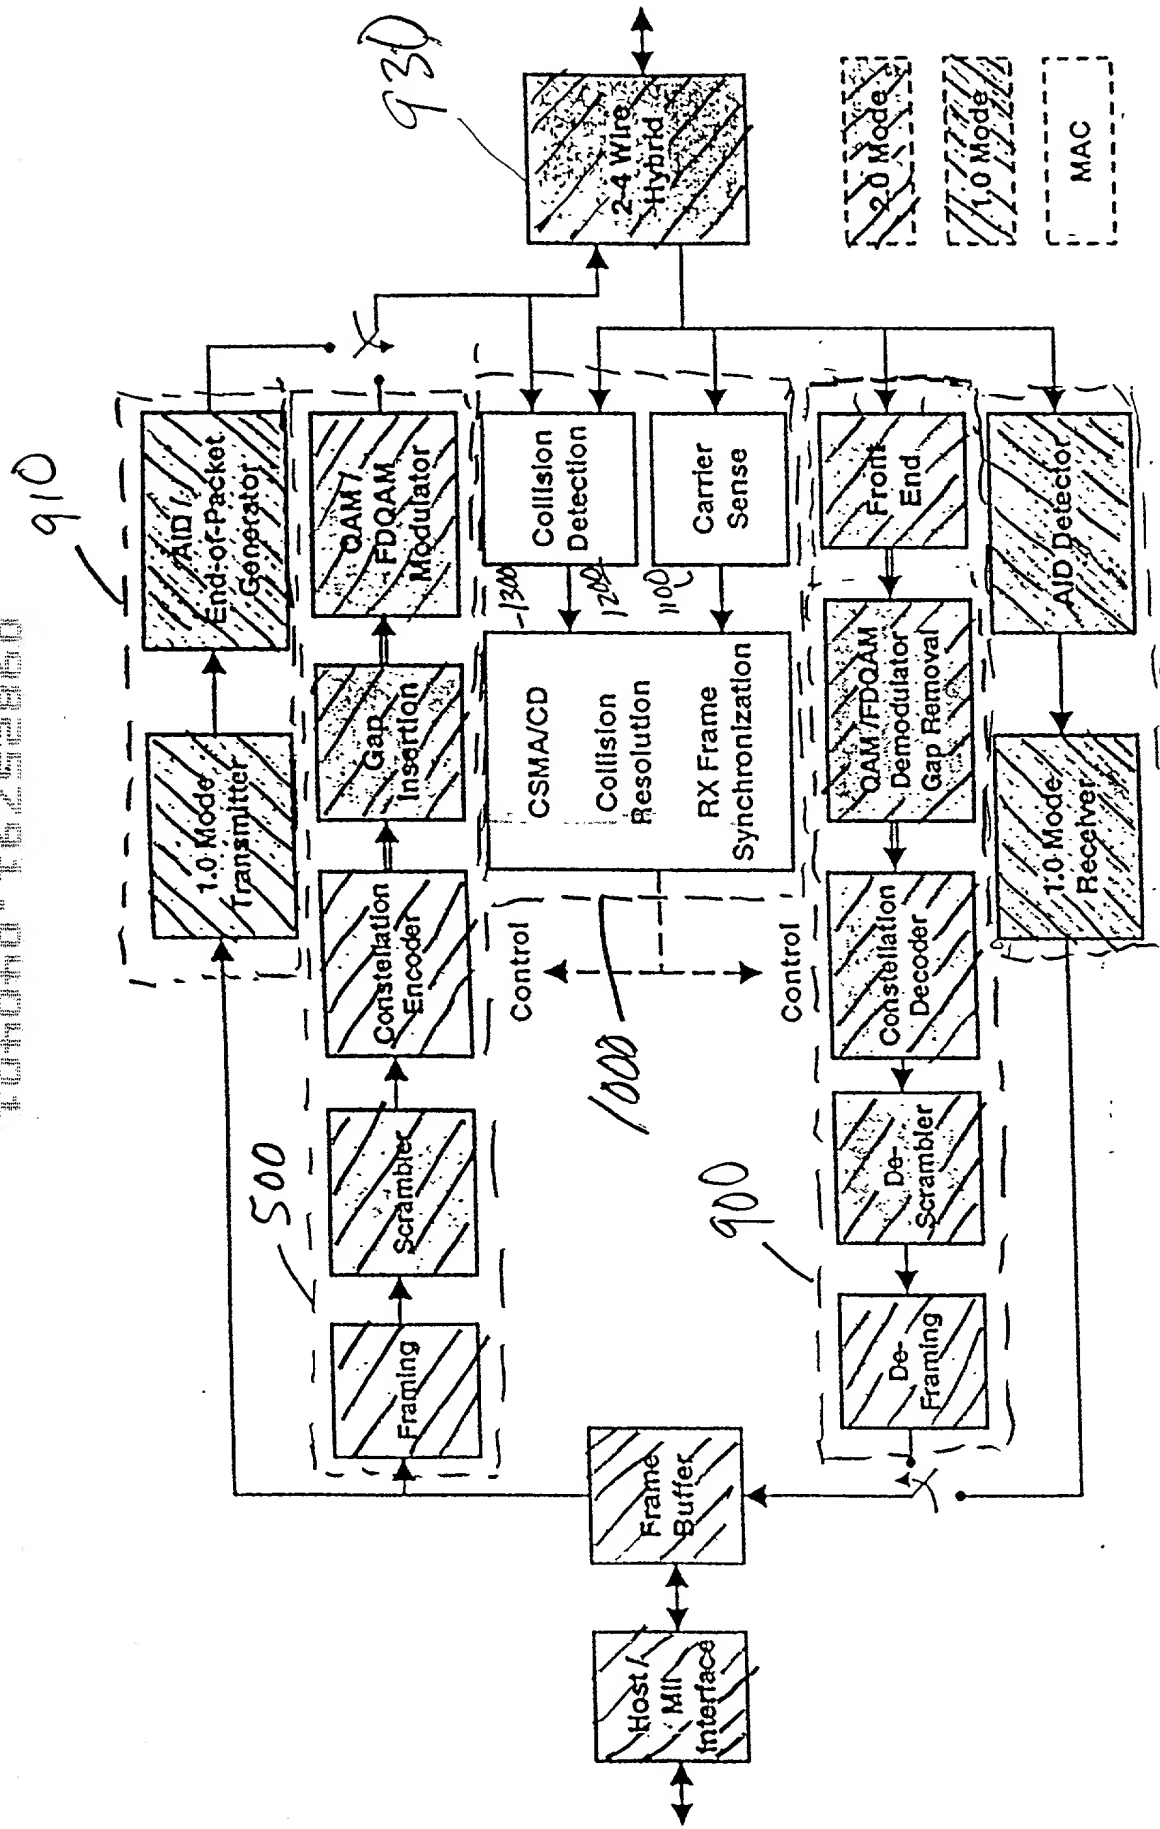 910
AID /
End-of-Packet
Generator
1.0 Mode
Transmitter
930
2-4 Wire
Hybrid
500
Framing
Scrambler
Constellation
Encoder
Gap
Insertion
QAM /
FDQAM
Modulator
Host /
MII
Interface
Frame
Buffer
Control
Control
1000
CSMA/CD
Collision
Resolution
RX Frame
Synchronization
1300
1200
1100
Collision
Detection
Carrier
Sense
900
De-
Framing
De-
Scrambler
Constellation
Decoder
QAM/FDQAM
Demodulator
Gap Removal
Front
End
1.0 Mode
Receiver
AID Detector
2.0 Mode
1.0 Mode
MAC